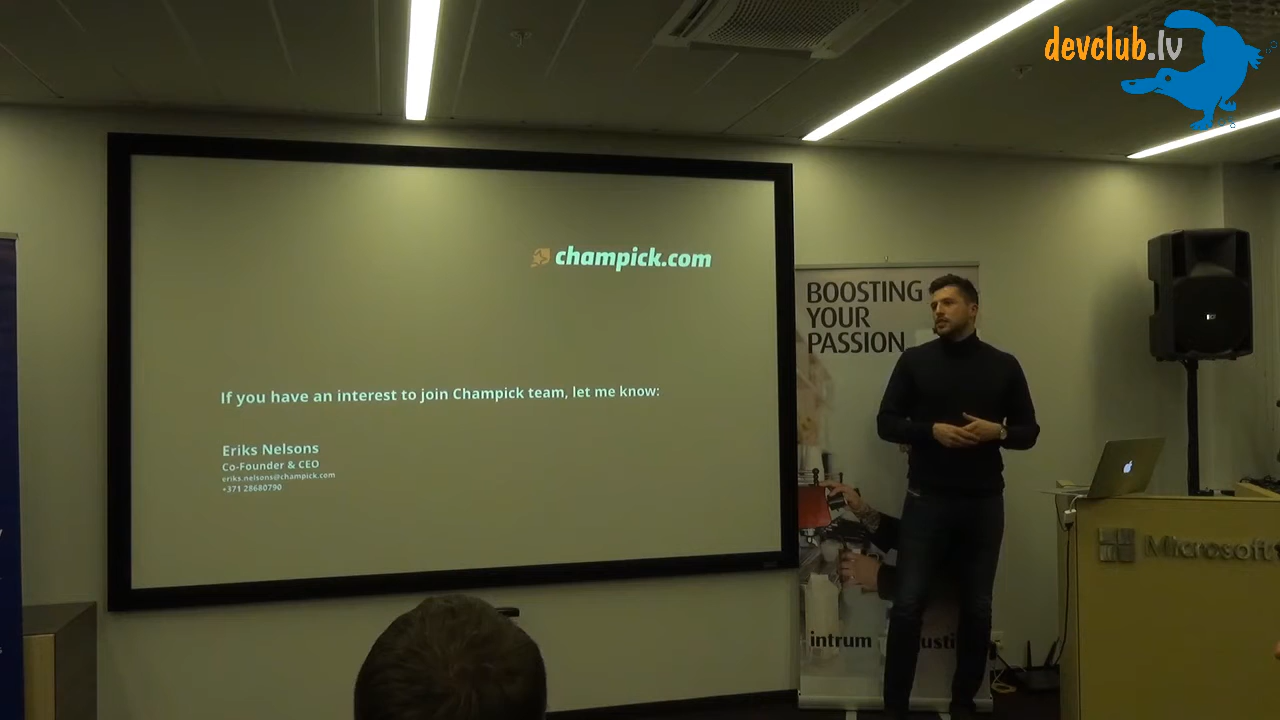 devclub.lv
champick.com
If you have an interest to join Champick team, let me know:
Eriks Nelsons
Co-Founder & CEO
eriks.nelsons@champick.com
+371 28680790
BOOSTING
YOUR
PASSION
intrum justi
Microsoft